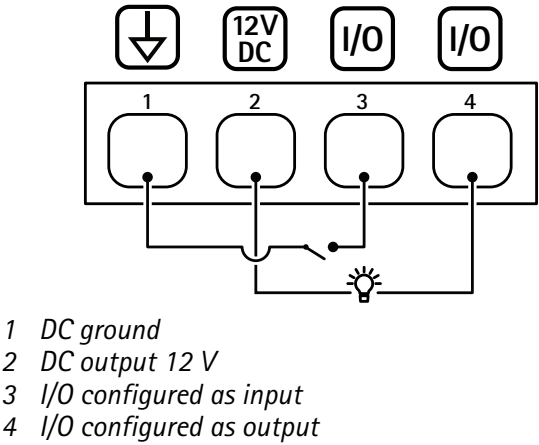 12V
DC
I/O
I/O
1 2 3 4
1 DC ground
2 DC output 12 V
3 I/O configured as input
4 I/O configured as output